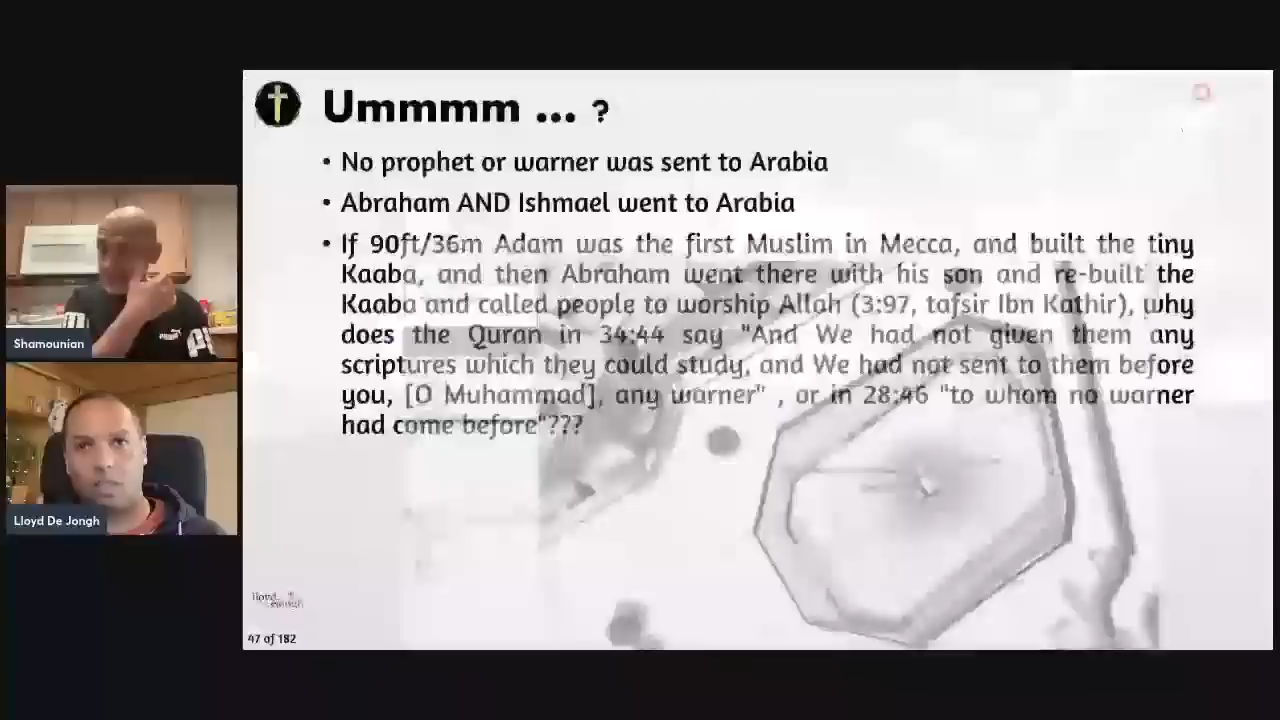 Ummmm ... ?
• No prophet or warner was sent to Arabia
• Abraham AND Ishmael went to Arabia
• If 90ft/36m Adam was the first Muslim in Mecca, and built the tiny
Kaaba, and then Abraham went there with his son and re-built the
Kaaba and called people to worship Allah (3:97, tafsir Ibn Kathir), why
does the Quran in 34:44 say "And We had not given them any
scriptures which they could study, and We had not sent to them before
you, [O Muhammad], any warner" , or in 28:46 "to whom no warner
had come before"???
Shamounian
Lloyd De Jongh
lloyd
47 of 182